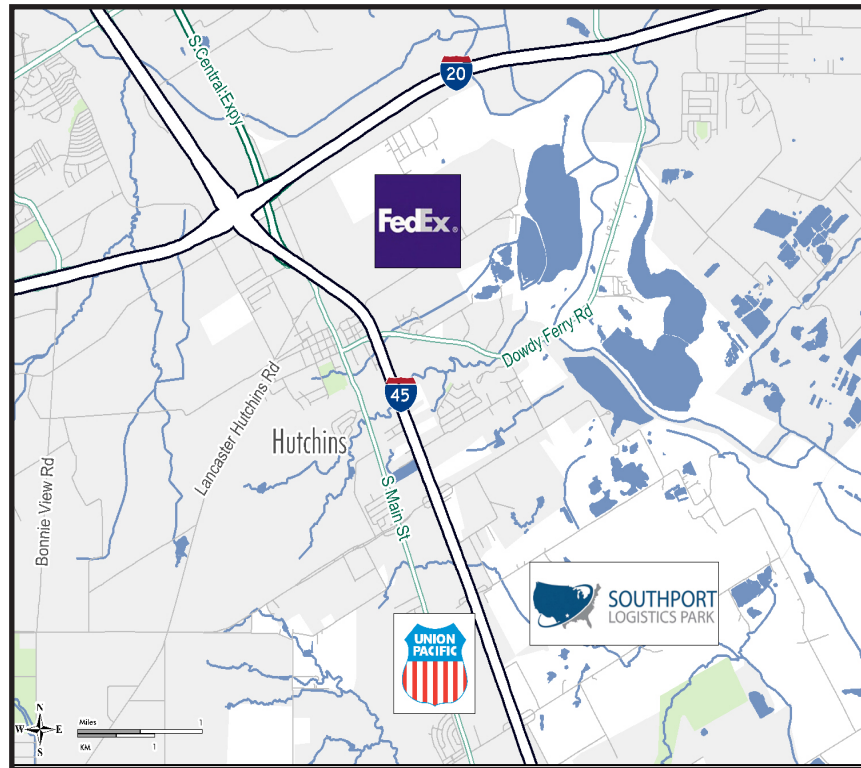 S Central Expy
20
FedEx®
Dowdy Ferry Rd
45
Lancaster Hutchins Rd
Hutchins
Bonnie View Rd
S Main St
SOUTHPORT
LOGISTICS PARK
UNION
PACIFIC
N
W E
S
Miles
1
KM
1